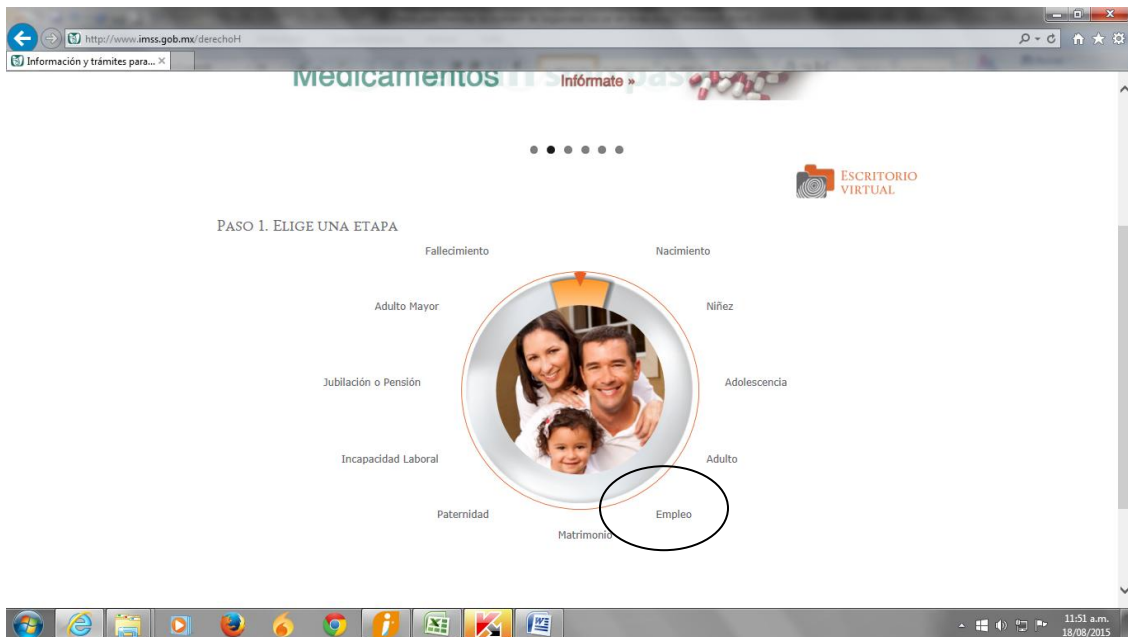 http://www.imss.gob.mx/derechoH
Información y trámites para...
Medicamentos
Infórmate »
ESCRITORIO
VIRTUAL
PASO 1. ELIGE UNA ETAPA
Fallecimiento
Nacimiento
Adulto Mayor
Niñez
Jubilación o Pensión
Adolescencia
Incapacidad Laboral
Adulto
Paternidad
Empleo
Matrimonio
11:51 a.m.
18/08/2015